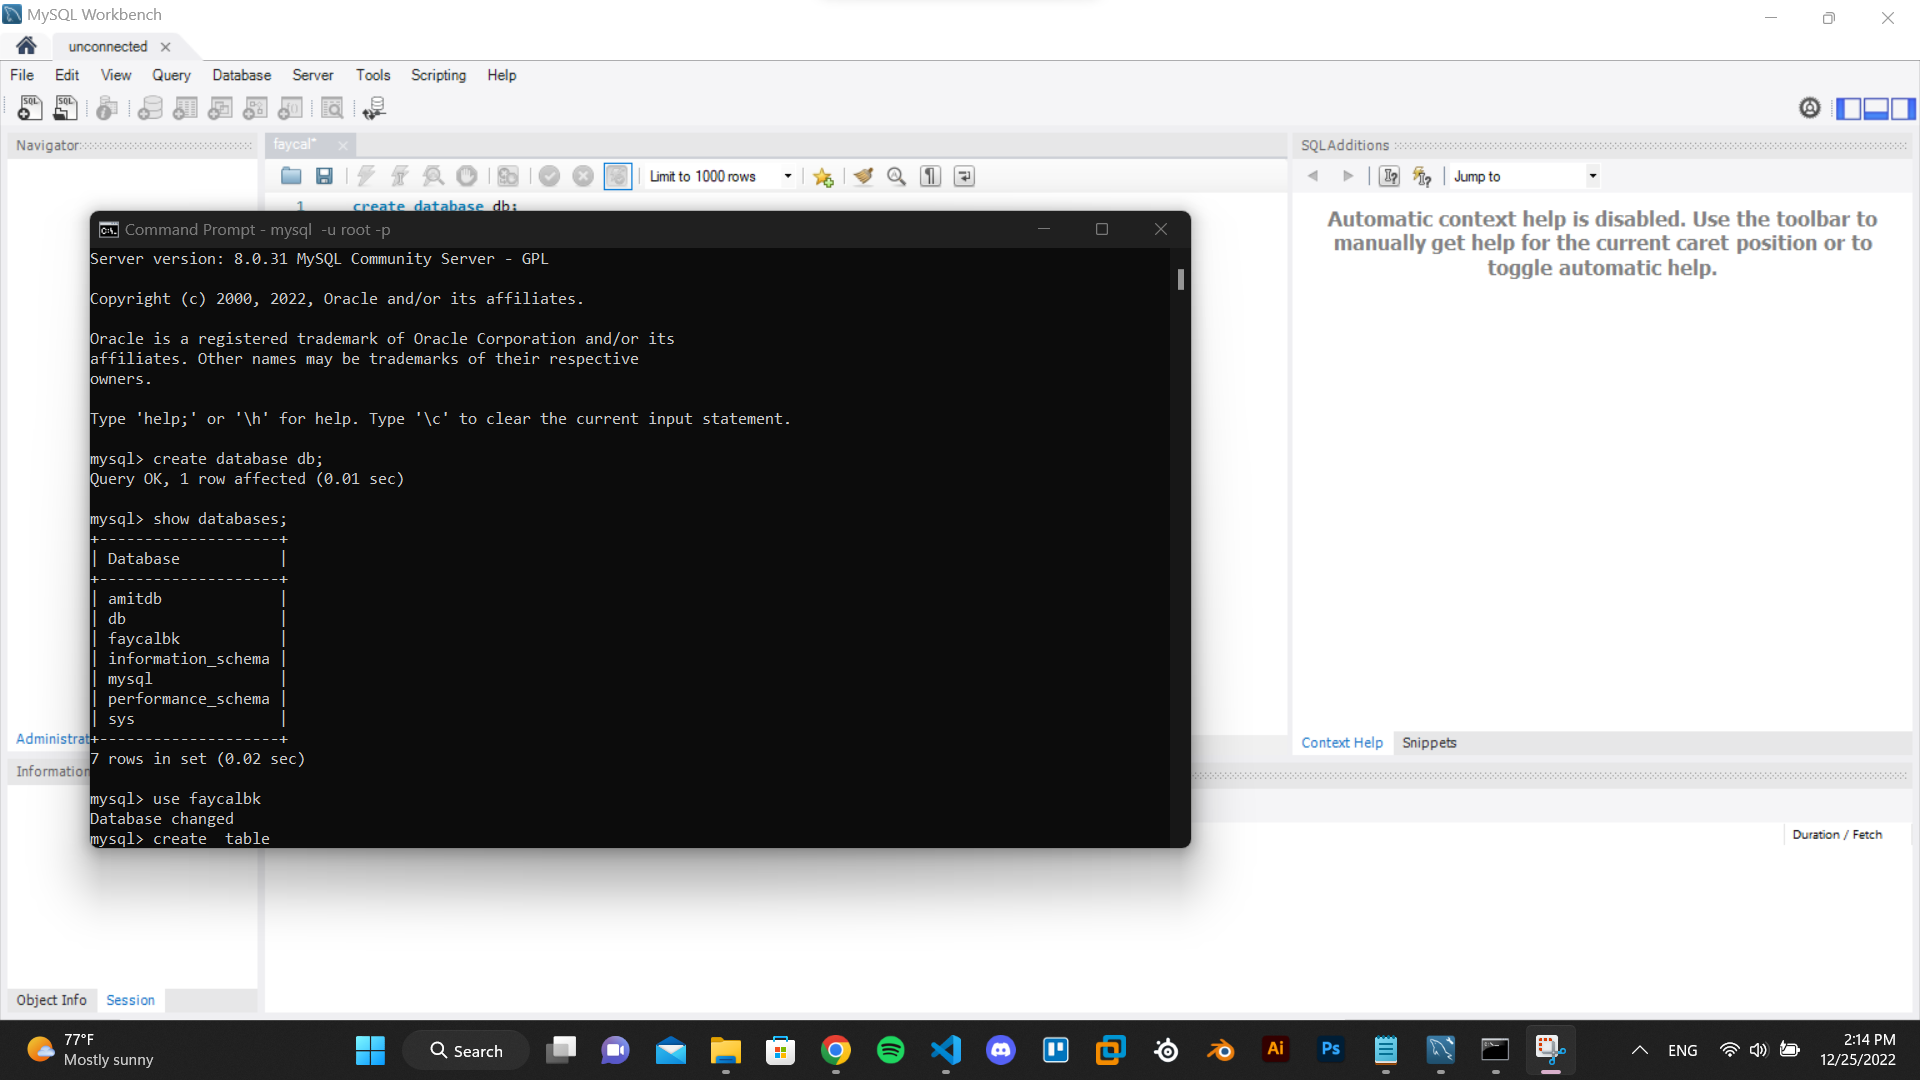 MySQL Workbench
unconnected
File Edit View Query Database Server Tools Scripting Help
Navigator
faycal*
SQLAdditions
Limit to 1000 rows
Jump to
1 create database db;
Automatic context help is disabled. Use the toolbar to
manually get help for the current caret position or to
toggle automatic help.
Command Prompt - mysql -u root -p
Server version: 8.0.31 MySQL Community Server - GPL
Copyright (c) 2000, 2022, Oracle and/or its affiliates.
Oracle is a registered trademark of Oracle Corporation and/or its
affiliates. Other names may be trademarks of their respective
owners.
Type 'help;' or '\h' for help. Type '\c' to clear the current input statement.
mysql> create database db;
Query OK, 1 row affected (0.01 sec)
mysql> show databases;
+--------------------+
| Database           |
+--------------------+
| amitdb             |
| db                 |
| faycalbk           |
| information_schema |
| mysql              |
| performance_schema |
| sys                |
+--------------------+
7 rows in set (0.02 sec)
mysql> use faycalbk
Database changed
mysql> create  table
Administrat
Information
Context Help Snippets
Duration / Fetch
Object Info Session
77°F
Mostly sunny
Search
Ai
Ps
ENG
2:14 PM
12/25/2022